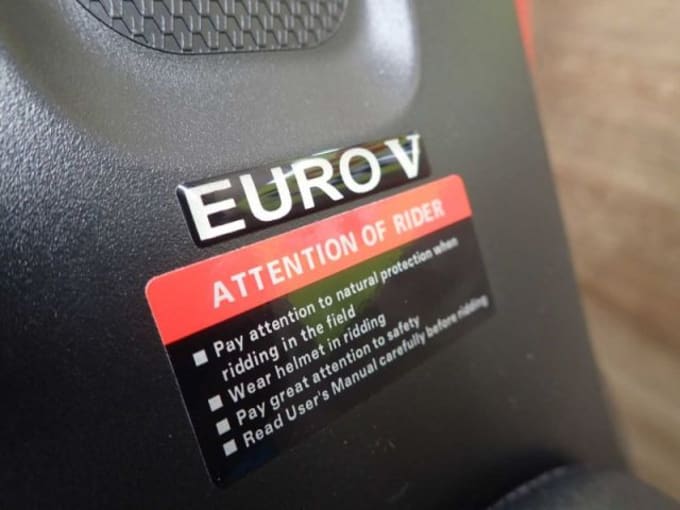 EURO V
ATTENTION OF RIDER
■ Pay attention to natural protection when
ridding in the field
■ Wear helmet in ridding
■ Pay great attention to safety
■ Read User's Manual carefully before ridding